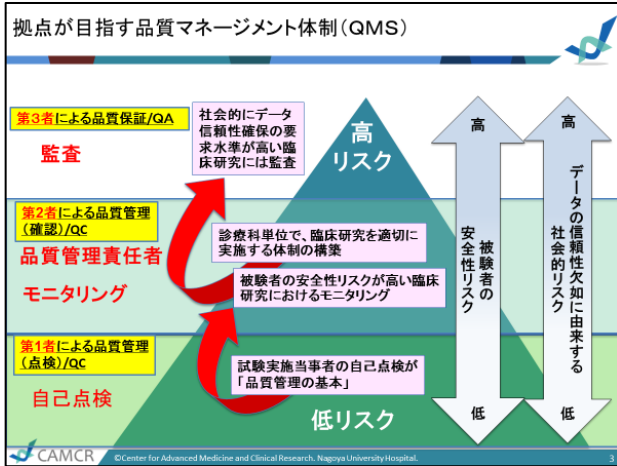 拠点が目指す品質マネージメント体制(QMS)
第3者による品質保証/QA
監査
社会的にデータ
信頼性確保の要
求水準が高い臨
床研究には監査
高
リスク
第2者による品質管理
(確認)/QC
品質管理責任者
モニタリング
診療科単位で、臨床研究を適切に
実施する体制の構築
被験者の安全性リスクが高い臨床
研究におけるモニタリング
第1者による品質管理
(点検)/QC
自己点検
試験実施当事者の自己点検が
「品質管理の基本」
低リスク
高
被験者の
安全性リスク
低
高
データの信頼性欠如に由来する
社会的リスク
低
CAMCR
©Center for Advanced Medicine and Clinical Research. Nagoya University Hospital.
3